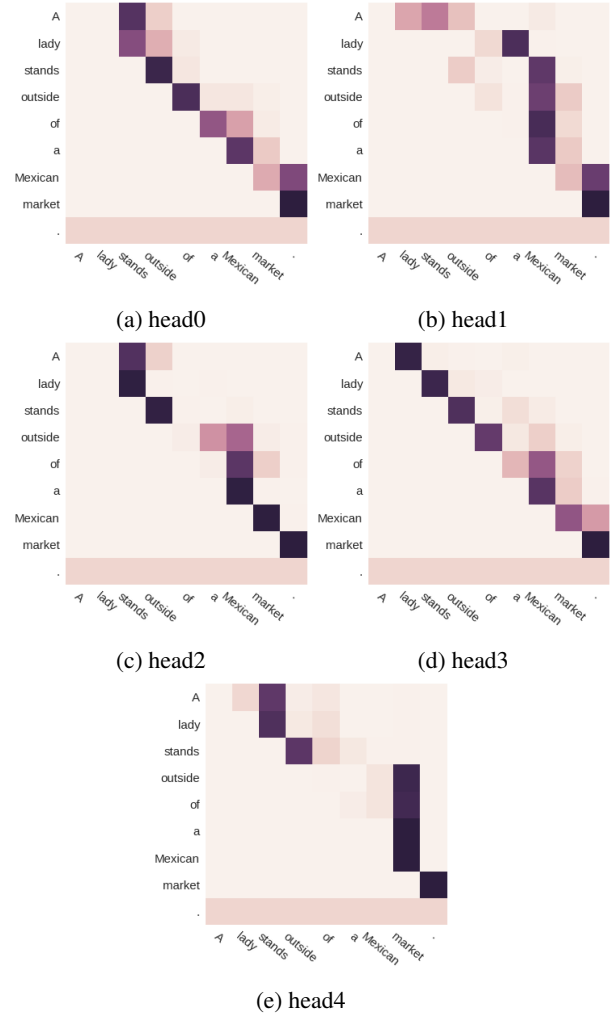 A
lady
stands
outside
of
a
Mexican
market
.
A lady stands outside of a Mexican market .
(a) head0
A
lady
stands
outside
of
a
Mexican
market
.
A lady stands outside of a Mexican market .
(b) head1
A
lady
stands
outside
of
a
Mexican
market
.
A lady stands outside of a Mexican market .
(c) head2
A
lady
stands
outside
of
a
Mexican
market
.
A lady stands outside of a Mexican market .
(d) head3
A
lady
stands
outside
of
a
Mexican
market
.
A lady stands outside of a Mexican market .
(e) head4